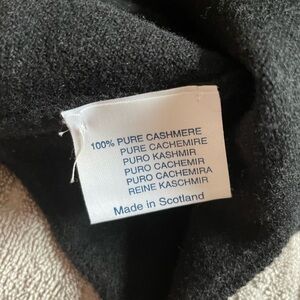 100% PURE CASHMERE
PURE CACHEMIRE
PURO KASHMIR
PURO CACHEMIR
PURO CACHEMIRA
REINE KASCHMIR
Made in Scotland